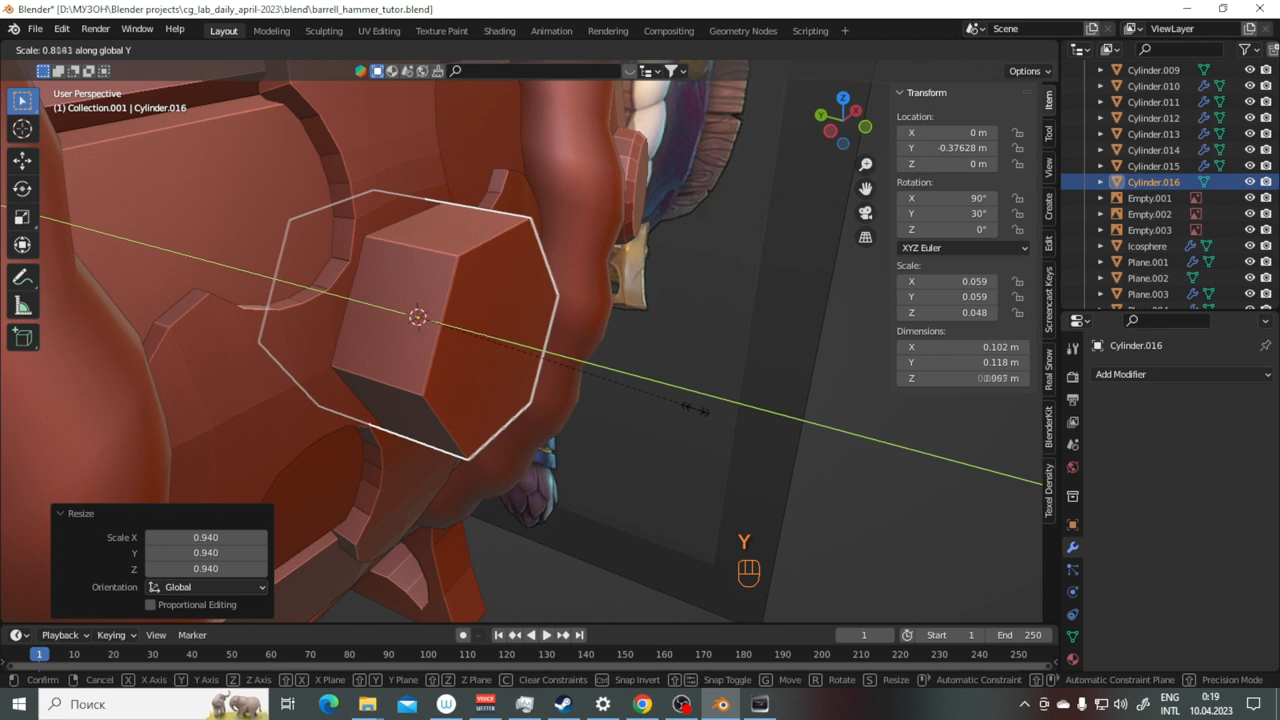 Blender* [D:\МУЗОН\Blender projects\cg_lab_daily_april-2023\blend\barrell_hammer_tutor.blend]
File Edit Render Window Help Layout Modeling Sculpting UV Editing Texture Paint Shading Animation Rendering Compositing Geometry Nodes Scripting + Scene ViewLayer
along global Y
Options
User Perspective
(1) Collection.001 | Cylinder.016
Z
Y
X
Transform
Location:
X 0 m
Y -0.37628 m
Z 0 m
Rotation:
X 90°
Y 30°
Z 0°
XYZ Euler
Scale:
X 0.059
Y 0.059
Z 0.048
Dimensions:
X 0.102 m
Y 0.118 m
Item
Tool
View
Create
Edit
Screencast Keys
Real Snow
BlenderKit
Texel Density
Cylinder.009
Cylinder.010
Cylinder.011
Cylinder.012
Cylinder.013
Cylinder.014
Cylinder.015
Cylinder.016
Empty.001
Empty.002
Empty.003
Icosphere
Plane.001
Plane.002
Plane.003
Cylinder.016
Add Modifier
Resize
Scale X 0.940
Y 0.940
Z 0.940
Orientation Global
Proportional Editing
Y
Playback Keying View Marker 1 Start 1 End 250
1 10 20 30 40 50 60 70 80 90 100 110 120 130 140 150 160 170 180 190 200 210 220 230 240 250
Confirm Cancel X X Axis Y Y Axis Z Z Axis X X Plane Y Y Plane Z Z Plane C Clear Constraints Ctrl Snap Invert Snap Toggle G Move R Rotate S Resize Automatic Constraint Automatic Constraint Plane
Поиск
ENG
INTL
0:19
10.04.2023